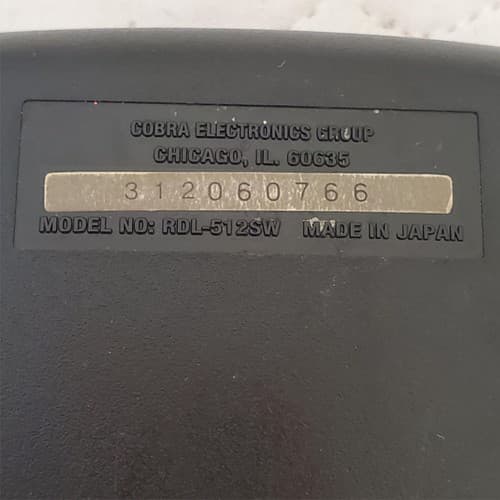 COBRA ELECTRONICS GROUP
CHICAGO, IL. 60635
312060766
MODEL NO: RDL-512SW MADE IN JAPAN